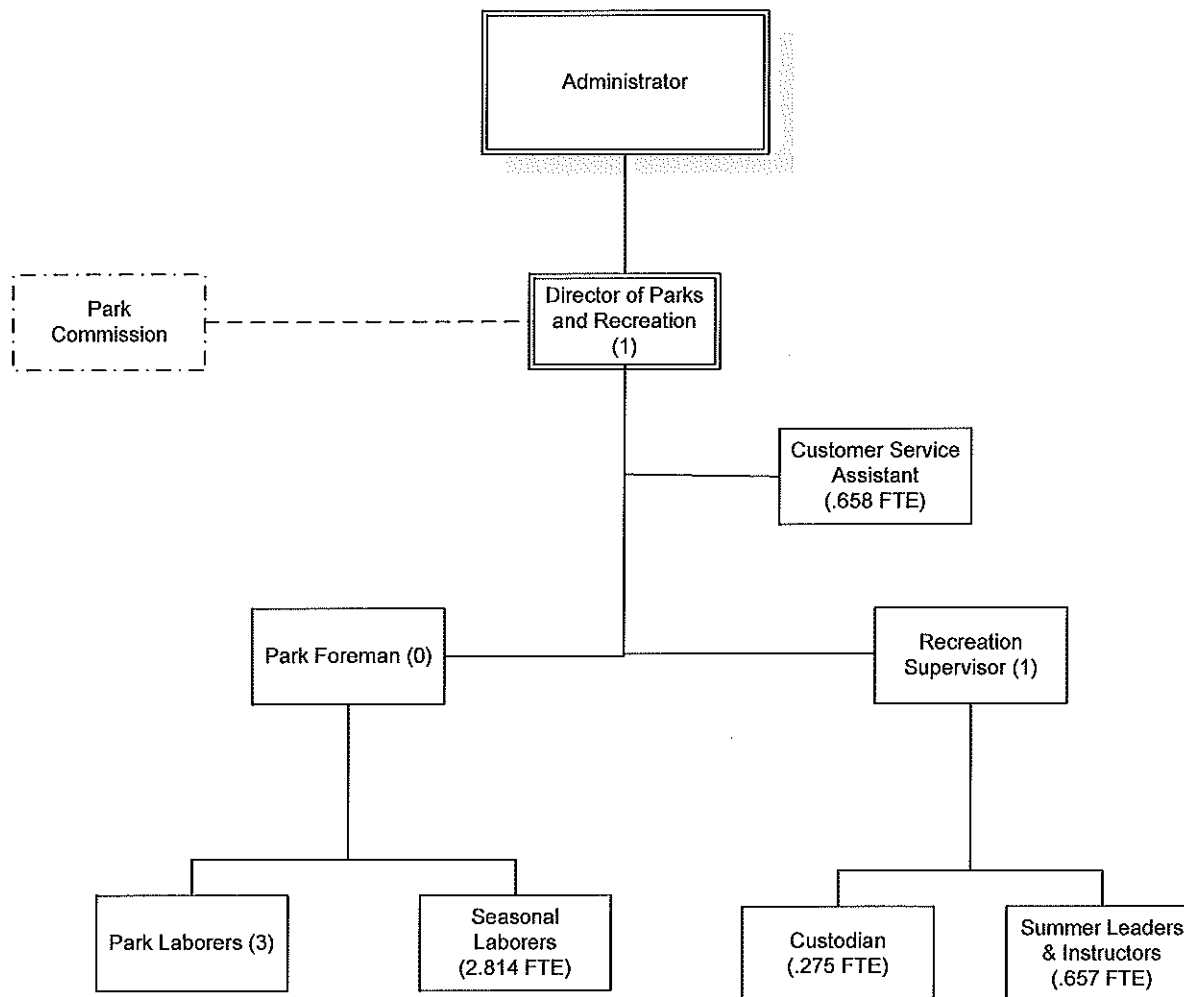 Administrator
Park
Commission
Director of Parks
and Recreation
(1)
Customer Service
Assistant
(.658 FTE)
Park Foreman (0)
Recreation
Supervisor (1)
Park Laborers (3)
Seasonal
Laborers
(2.814 FTE)
Custodian
(.275 FTE)
Summer Leaders
& Instructors
(.657 FTE)